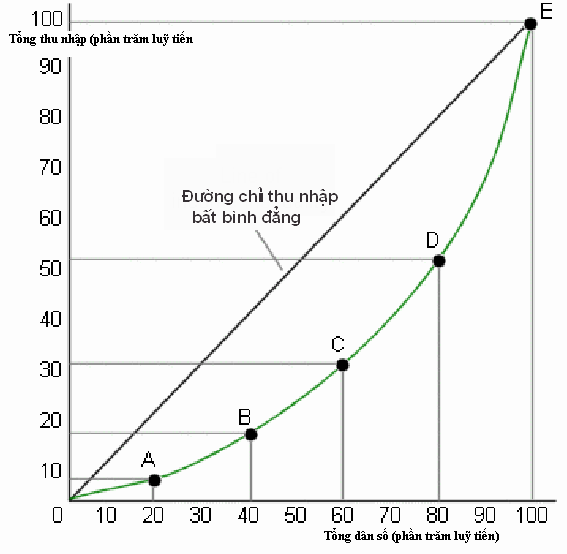 100
E
Tổng thu nhập (phần trăm luỹ tiến
90
80
70
60
Đường chỉ thu nhập
bất bình đẳng
D
50
40
C
30
20
B
10
A
0 10 20 30 40 50 60 70 80 90 100
Tổng dân số (phần trăm luỹ tiến)